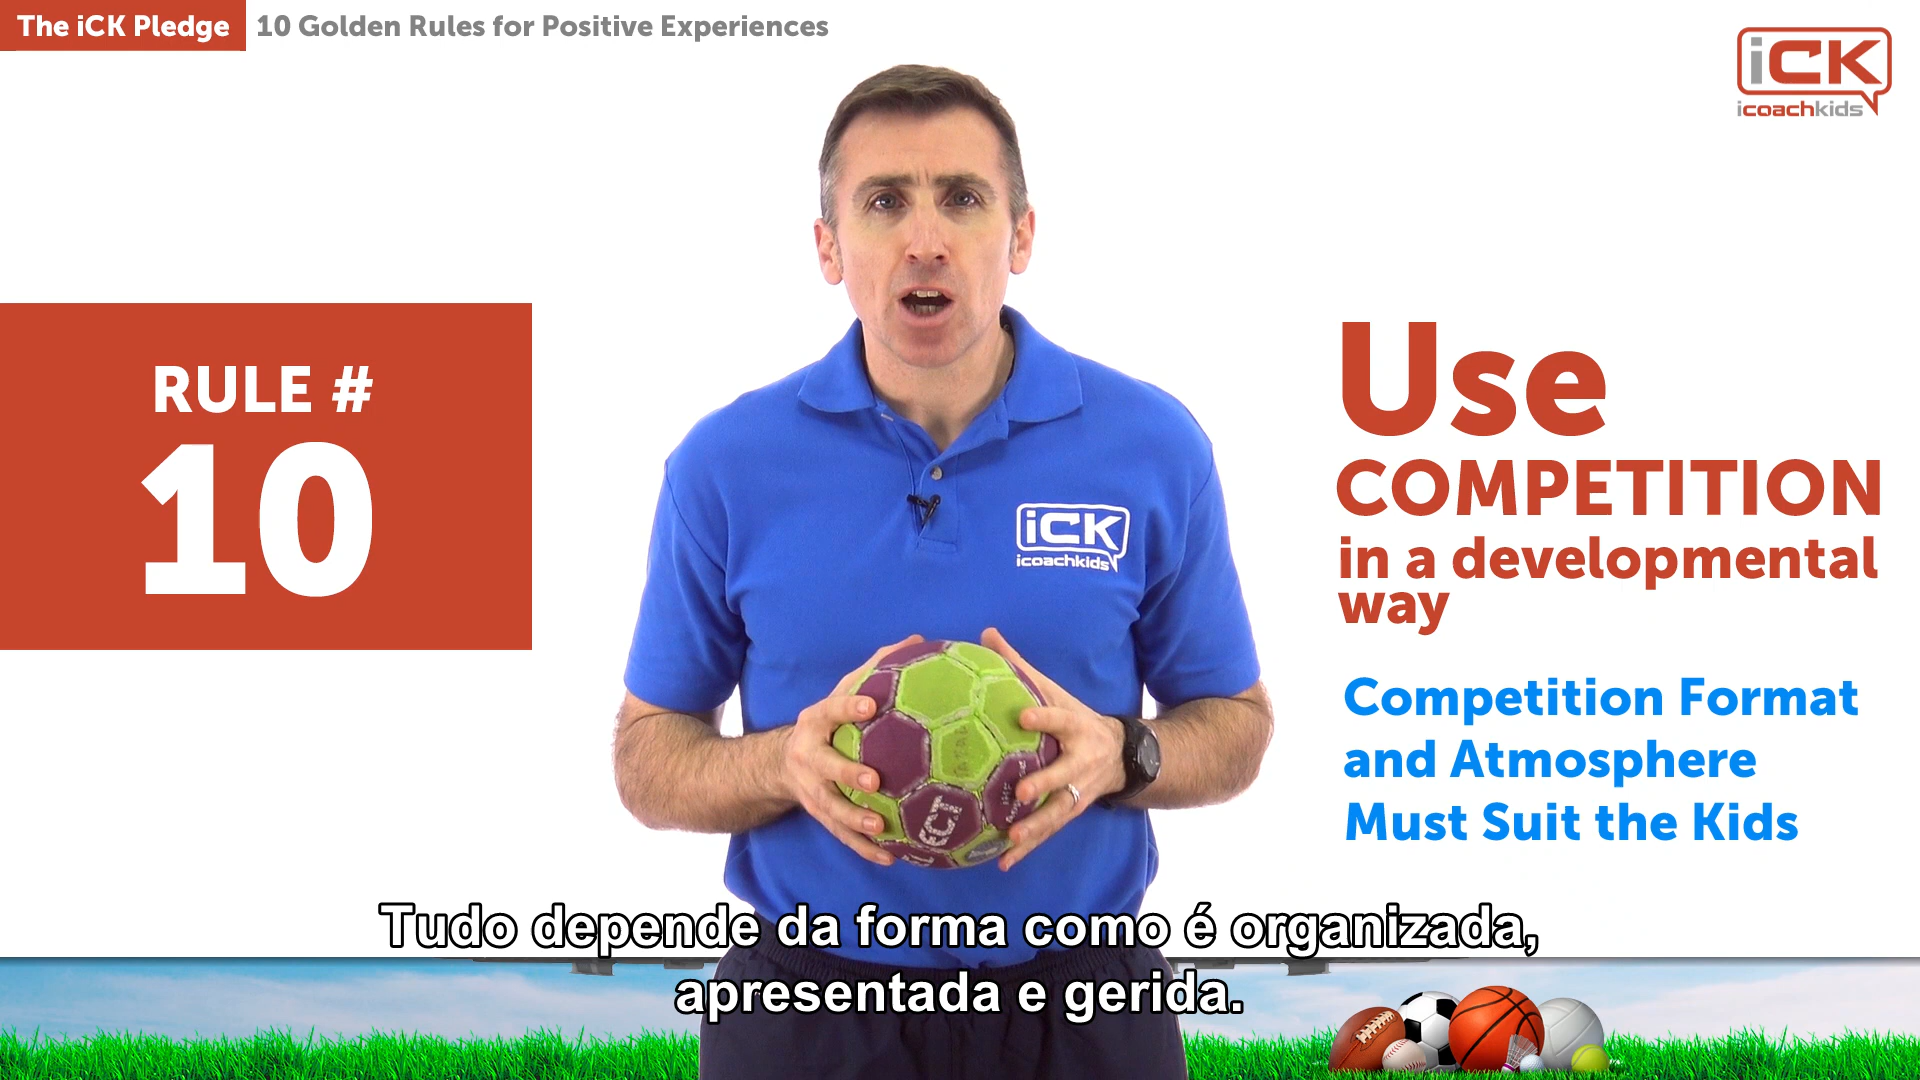 The iCK Pledge 10 Golden Rules for Positive Experiences
iCK
icoachkids
RULE #
10
Use
COMPETITION
in a developmental
way
Competition Format
and Atmosphere
Must Suit the Kids
iCK
icoachkids
Tudo depende da forma como é organizada,
apresentada e gerida.